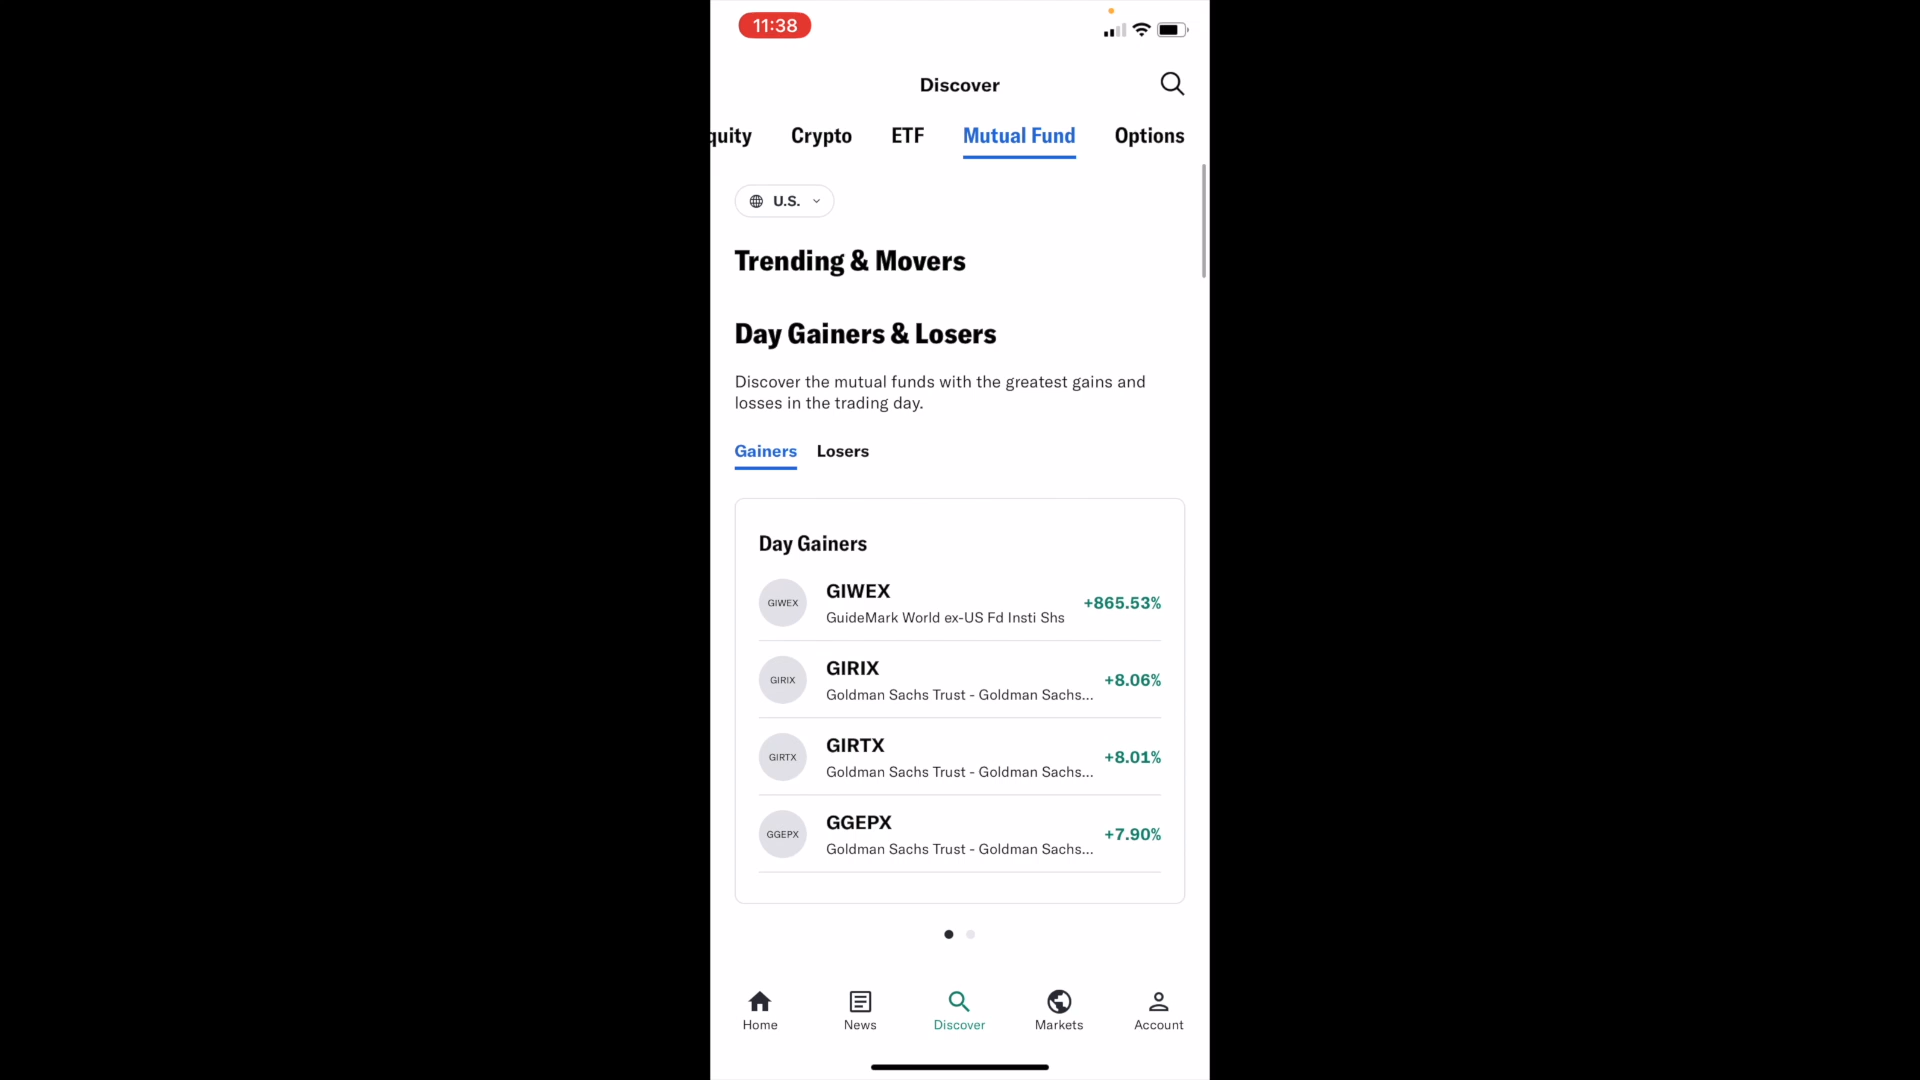 11:38
Discover
quity Crypto ETF Mutual Fund Options
U.S.
Trending & Movers
Day Gainers & Losers
Discover the mutual funds with the greatest gains and
losses in the trading day.
Gainers Losers
Day Gainers
GIWEX
GIWEX
GuideMark World ex-US Fd Insti Shs
+865.53%
GIRIX
GIRIX
Goldman Sachs Trust - Goldman Sachs...
+8.06%
GIRTX
GIRTX
Goldman Sachs Trust - Goldman Sachs...
+8.01%
GGEPX
GGEPX
Goldman Sachs Trust - Goldman Sachs...
+7.90%
Home News Discover Markets Account